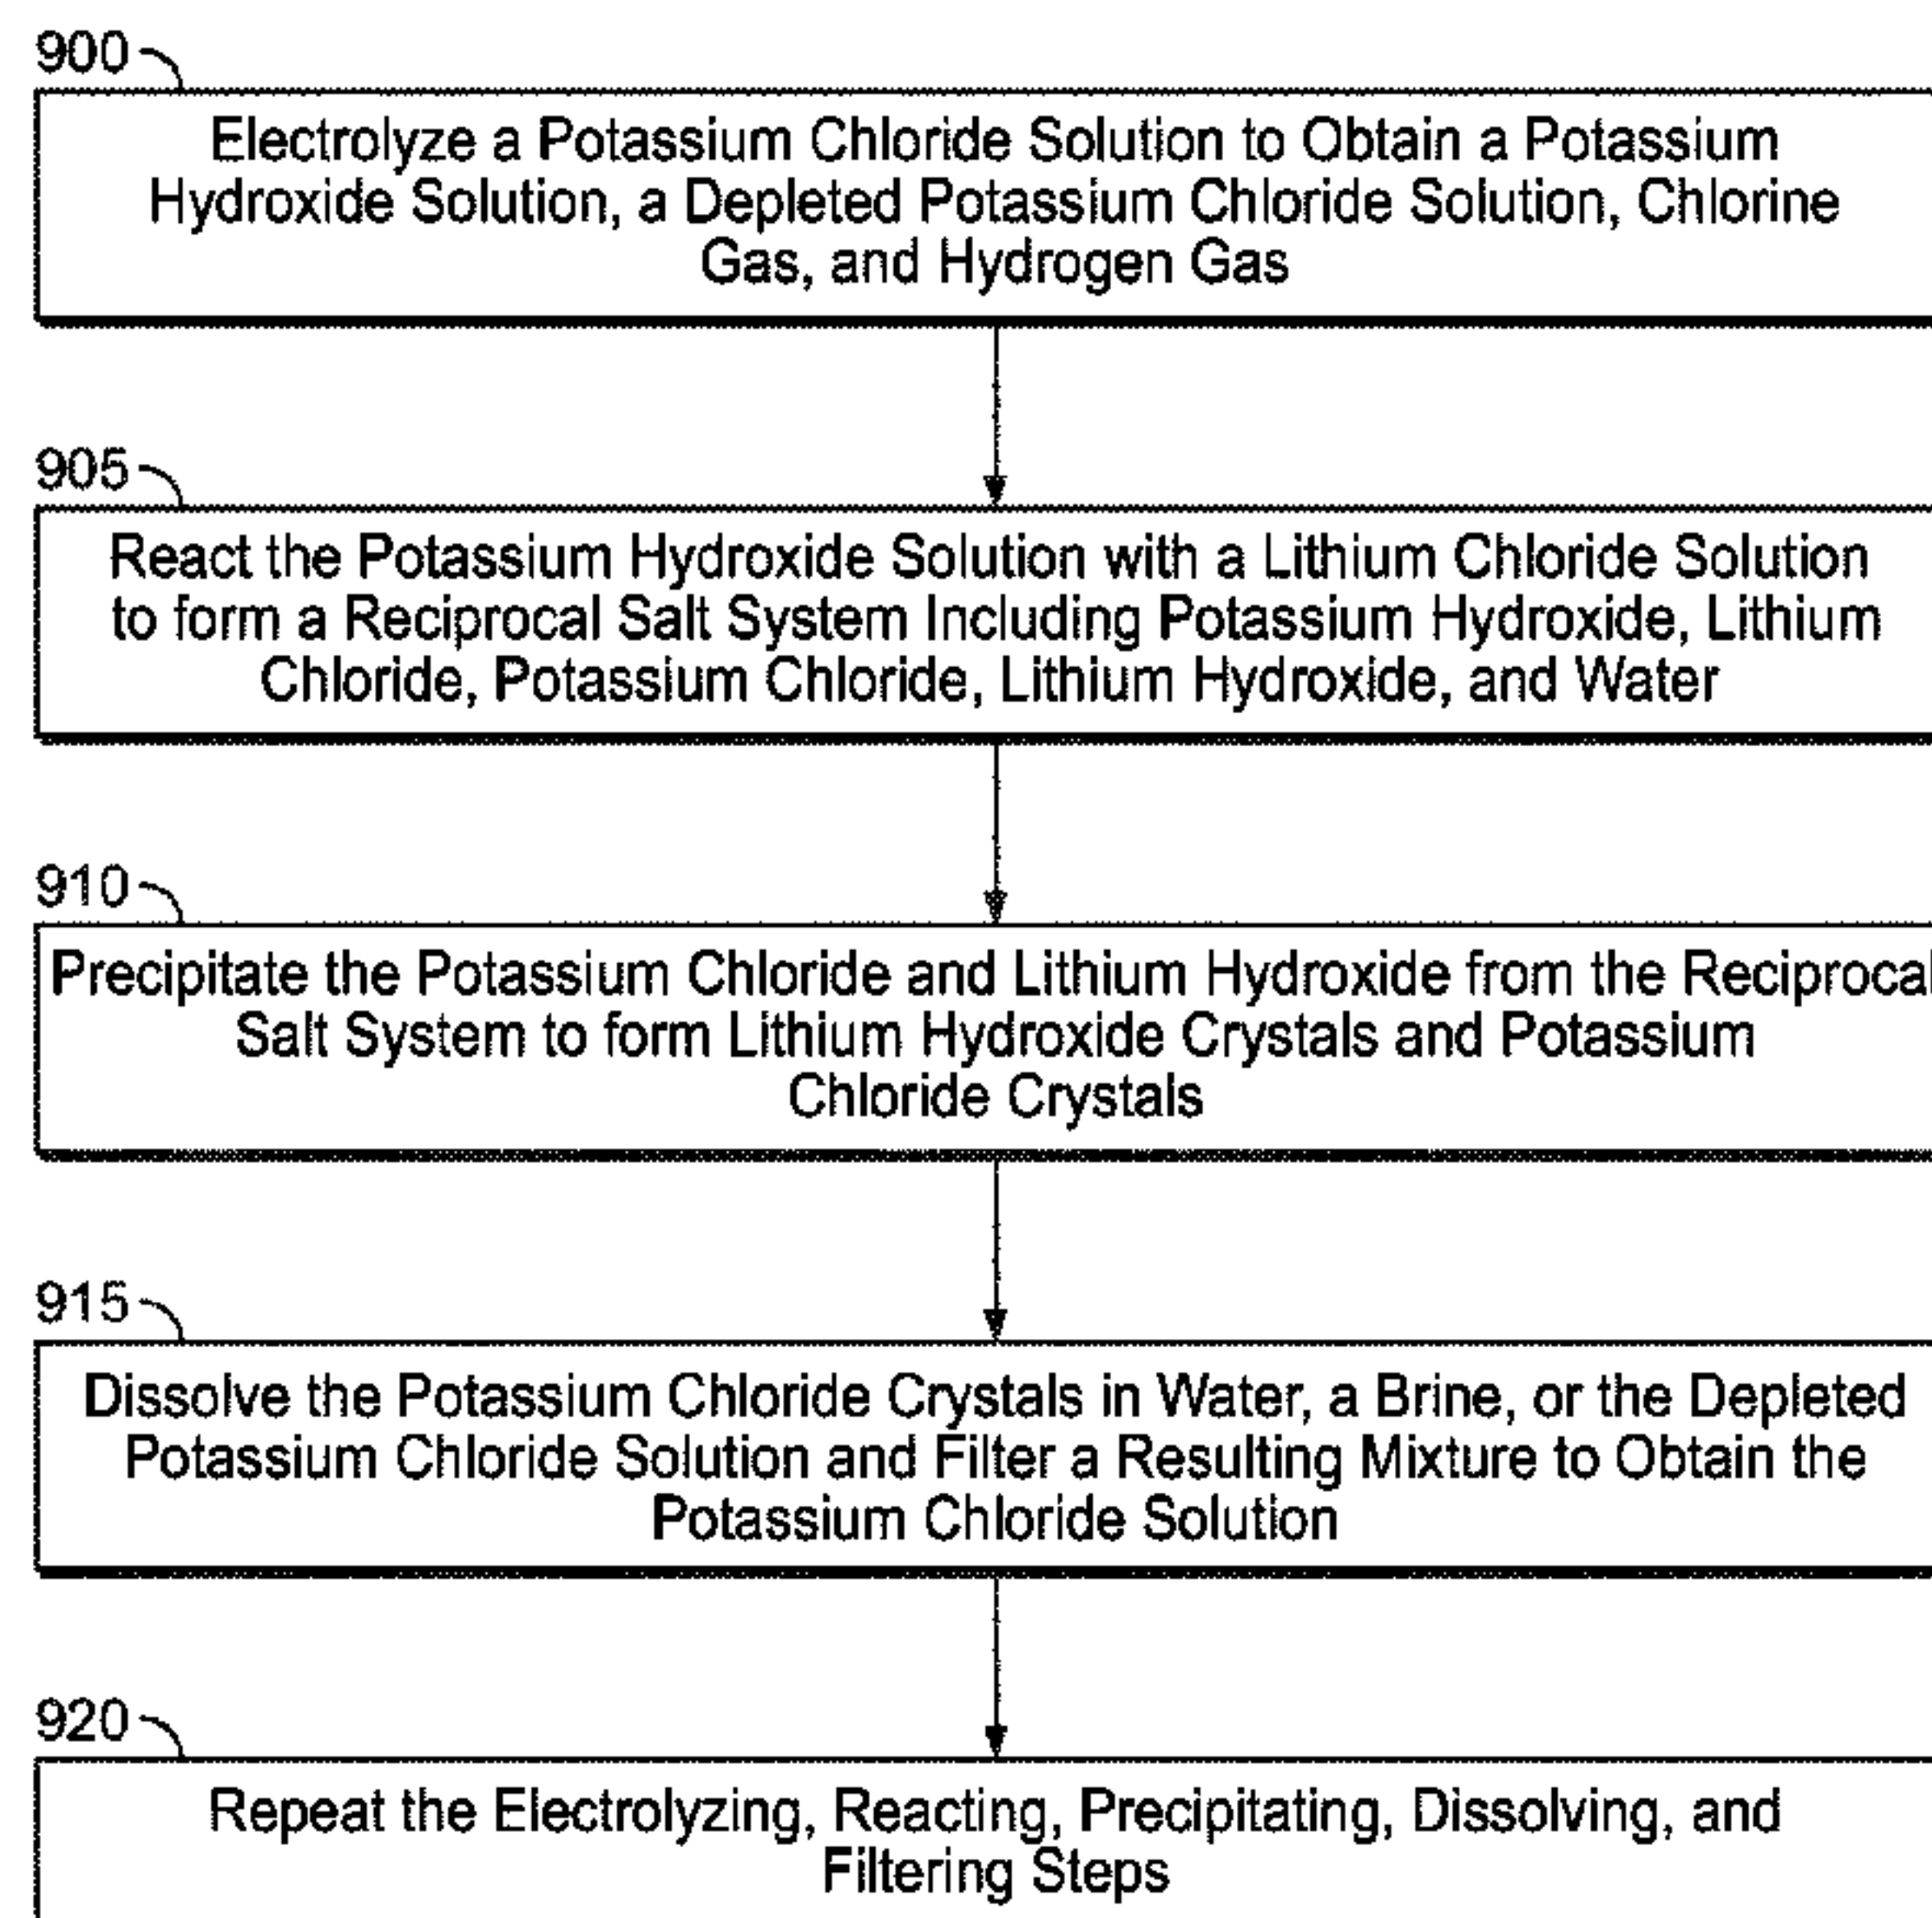 900
Electrolyze a Potassium Chloride Solution to Obtain a Potassium
Hydroxide Solution, a Depleted Potassium Chloride Solution, Chlorine
Gas, and Hydrogen Gas
905
React the Potassium Hydroxide Solution with a Lithium Chloride Solution
to form a Reciprocal Salt System Including Potassium Hydroxide, Lithium
Chloride, Potassium Chloride, Lithium Hydroxide, and Water
910
Precipitate the Potassium Chloride and Lithium Hydroxide from the Reciprocal
Salt System to form Lithium Hydroxide Crystals and Potassium
Chloride Crystals
915
Dissolve the Potassium Chloride Crystals in Water, a Brine, or the Depleted
Potassium Chloride Solution and Filter a Resulting Mixture to Obtain the
Potassium Chloride Solution
920
Repeat the Electrolyzing, Reacting, Precipitating, Dissolving, and
Filtering Steps